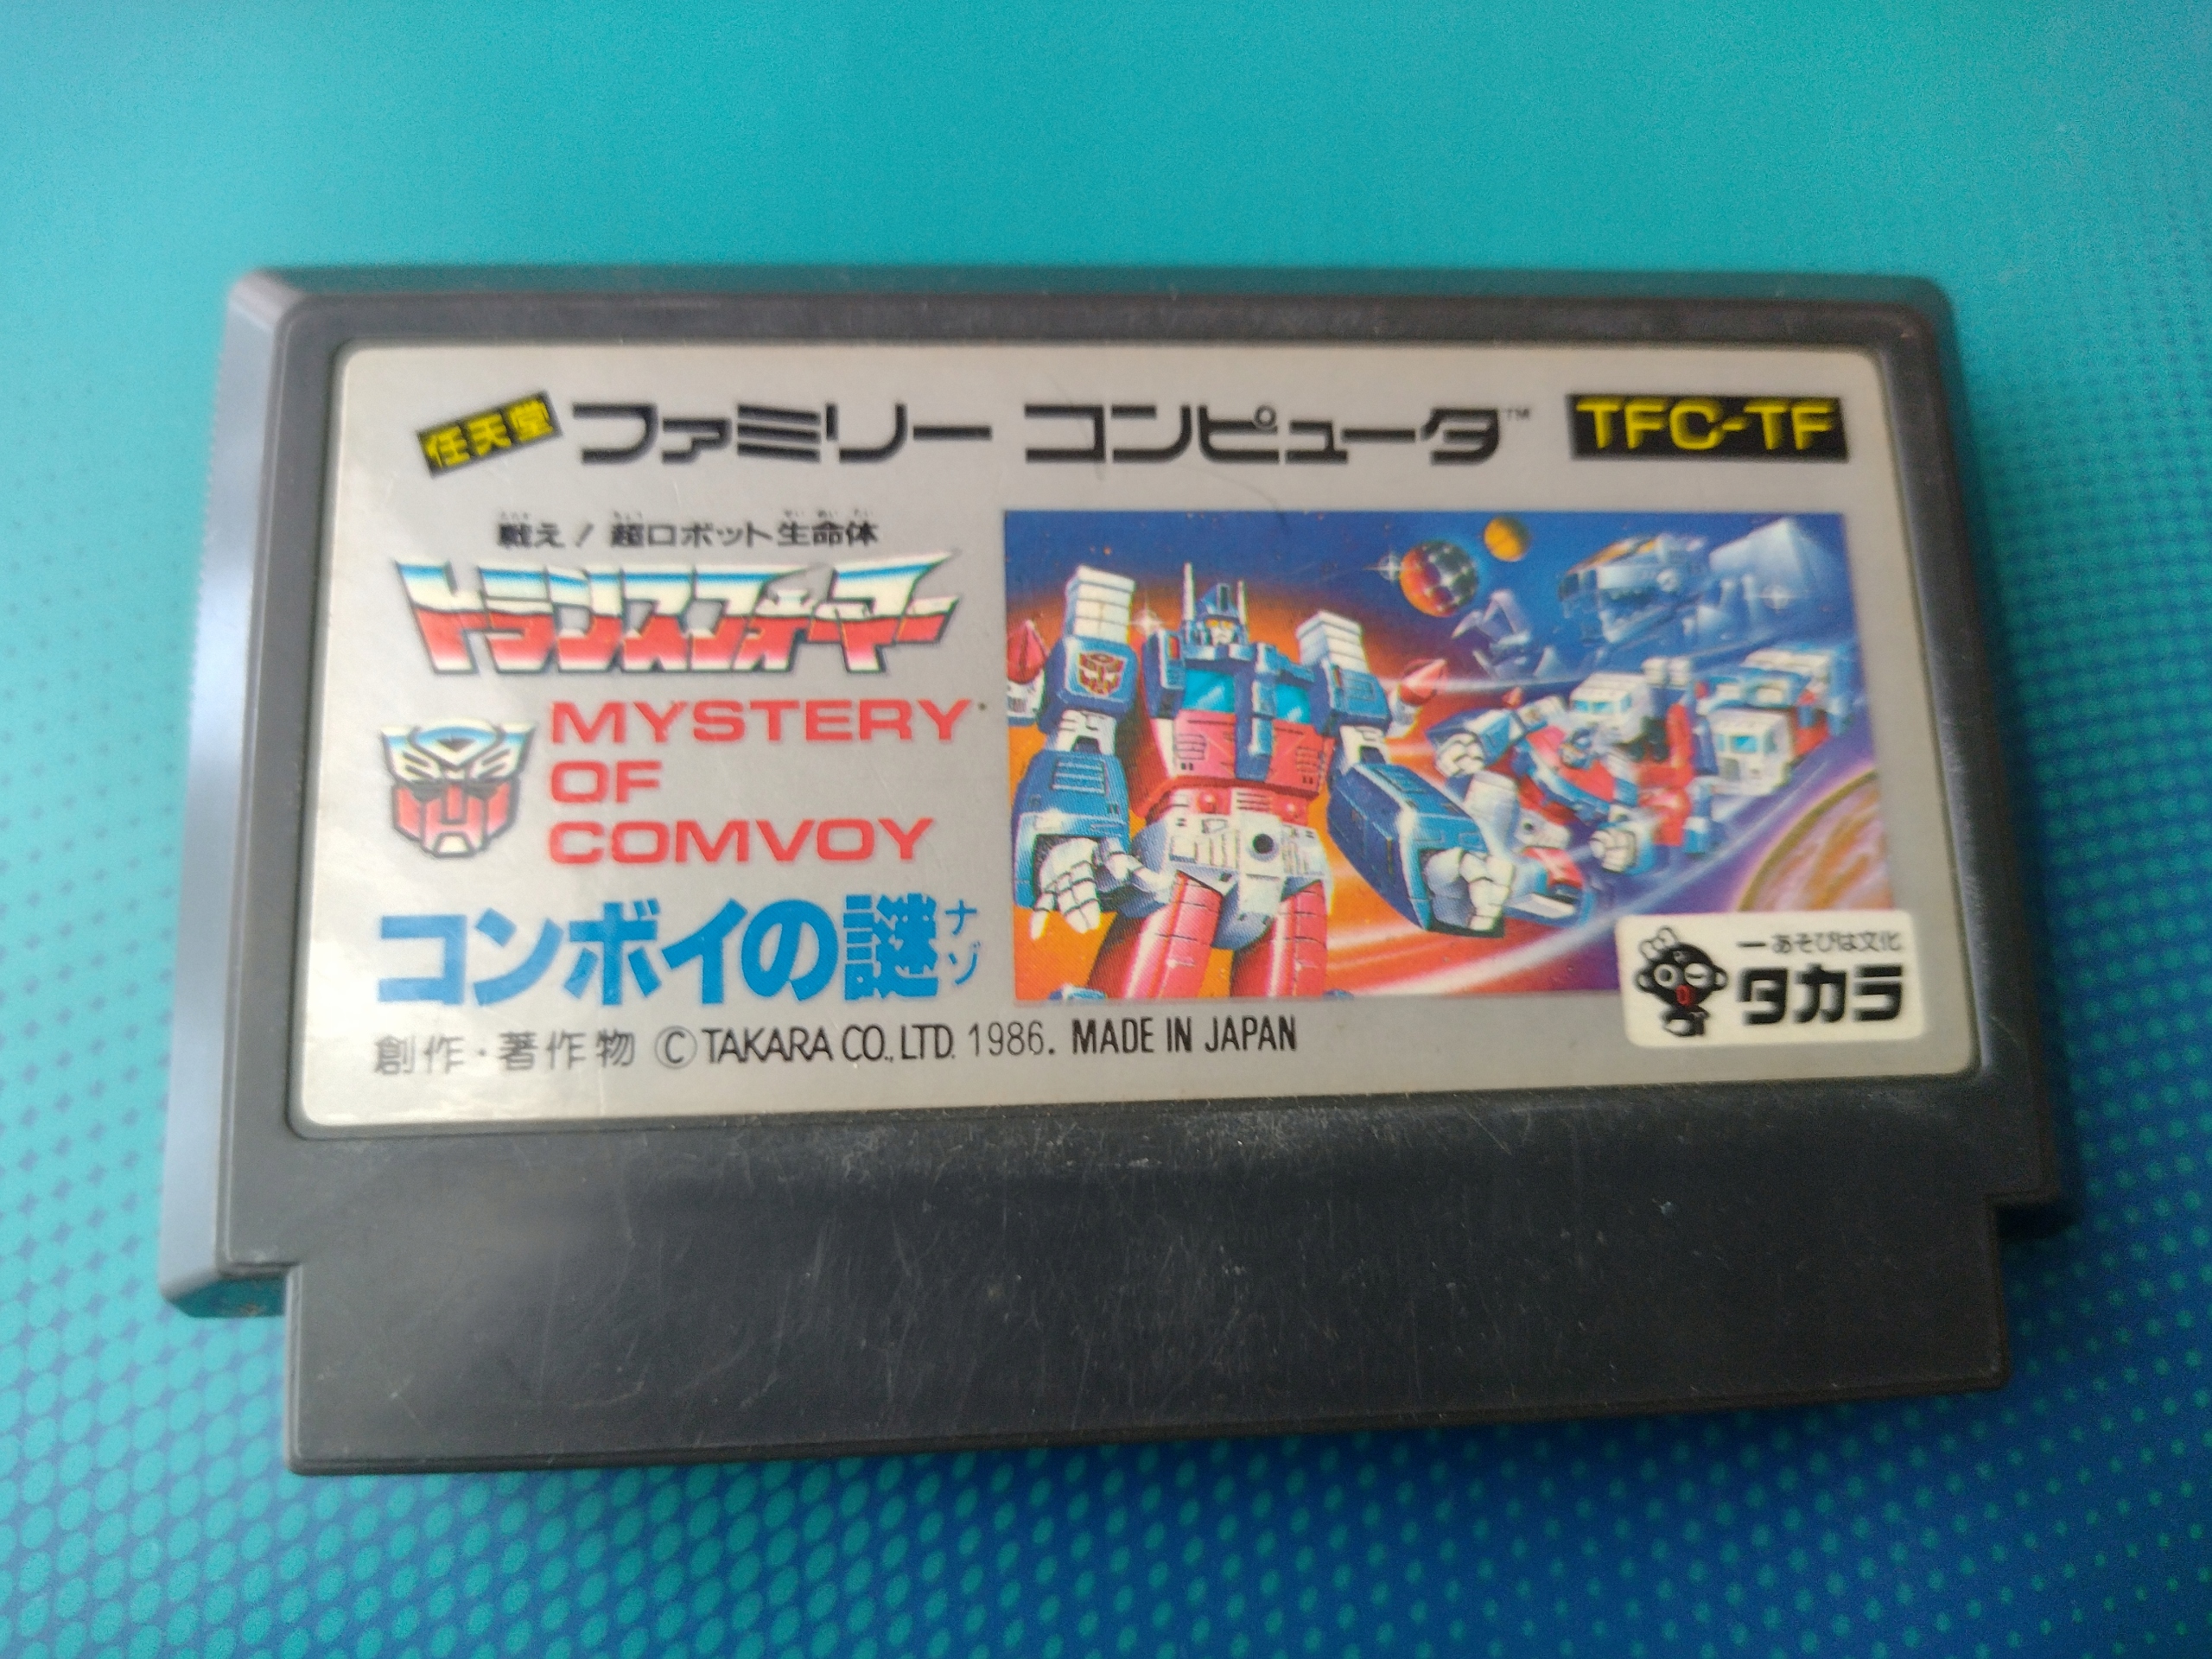 任天堂 ファミリー コンピュータ™ TFC-TF
戦え！超ロボット生命体
トランスフォーマー
MYSTERY
OF
COMVOY
コンボイの謎 ナゾ
創作・著作物 ©TAKARA CO.,LTD. 1986. MADE IN JAPAN
―あそびは文化
タカラ